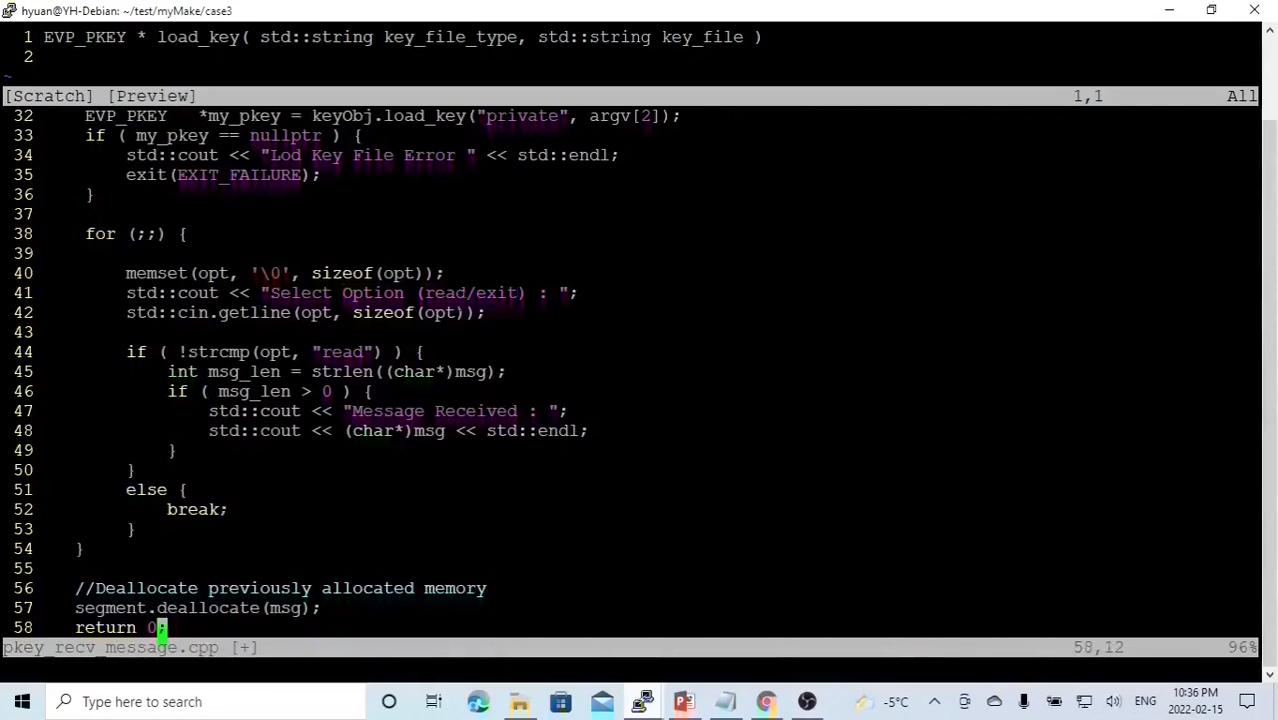 hyuan@YH-Debian: ~/test/myMake/case3
1 EVP_PKEY * load_key( std::string key_file_type, std::string key_file )
2
~
[Scratch] [Preview] 1,1 All
32 EVP_PKEY *my_pkey = keyObj.load_key("private", argv[2]);
33 if ( my_pkey == nullptr ) {
34 std::cout << "Lod Key File Error " << std::endl;
35 exit(EXIT_FAILURE);
36 }
37
38 for (;;) {
39
40 memset(opt, '\0', sizeof(opt));
41 std::cout << "Select Option (read/exit) : ";
42 std::cin.getline(opt, sizeof(opt));
43
44 if ( !strcmp(opt, "read") ) {
45 int msg_len = strlen((char*)msg);
46 if ( msg_len > 0 ) {
47 std::cout << "Message Received : ";
48 std::cout << (char*)msg << std::endl;
49 }
50 }
51 else {
52 break;
53 }
54 }
55
56 //Deallocate previously allocated memory
57 segment.deallocate(msg);
58 return 0;
pkey_recv_message.cpp [+] 58,12 96%
Type here to search
-5°C
ENG
10:36 PM
2022-02-15